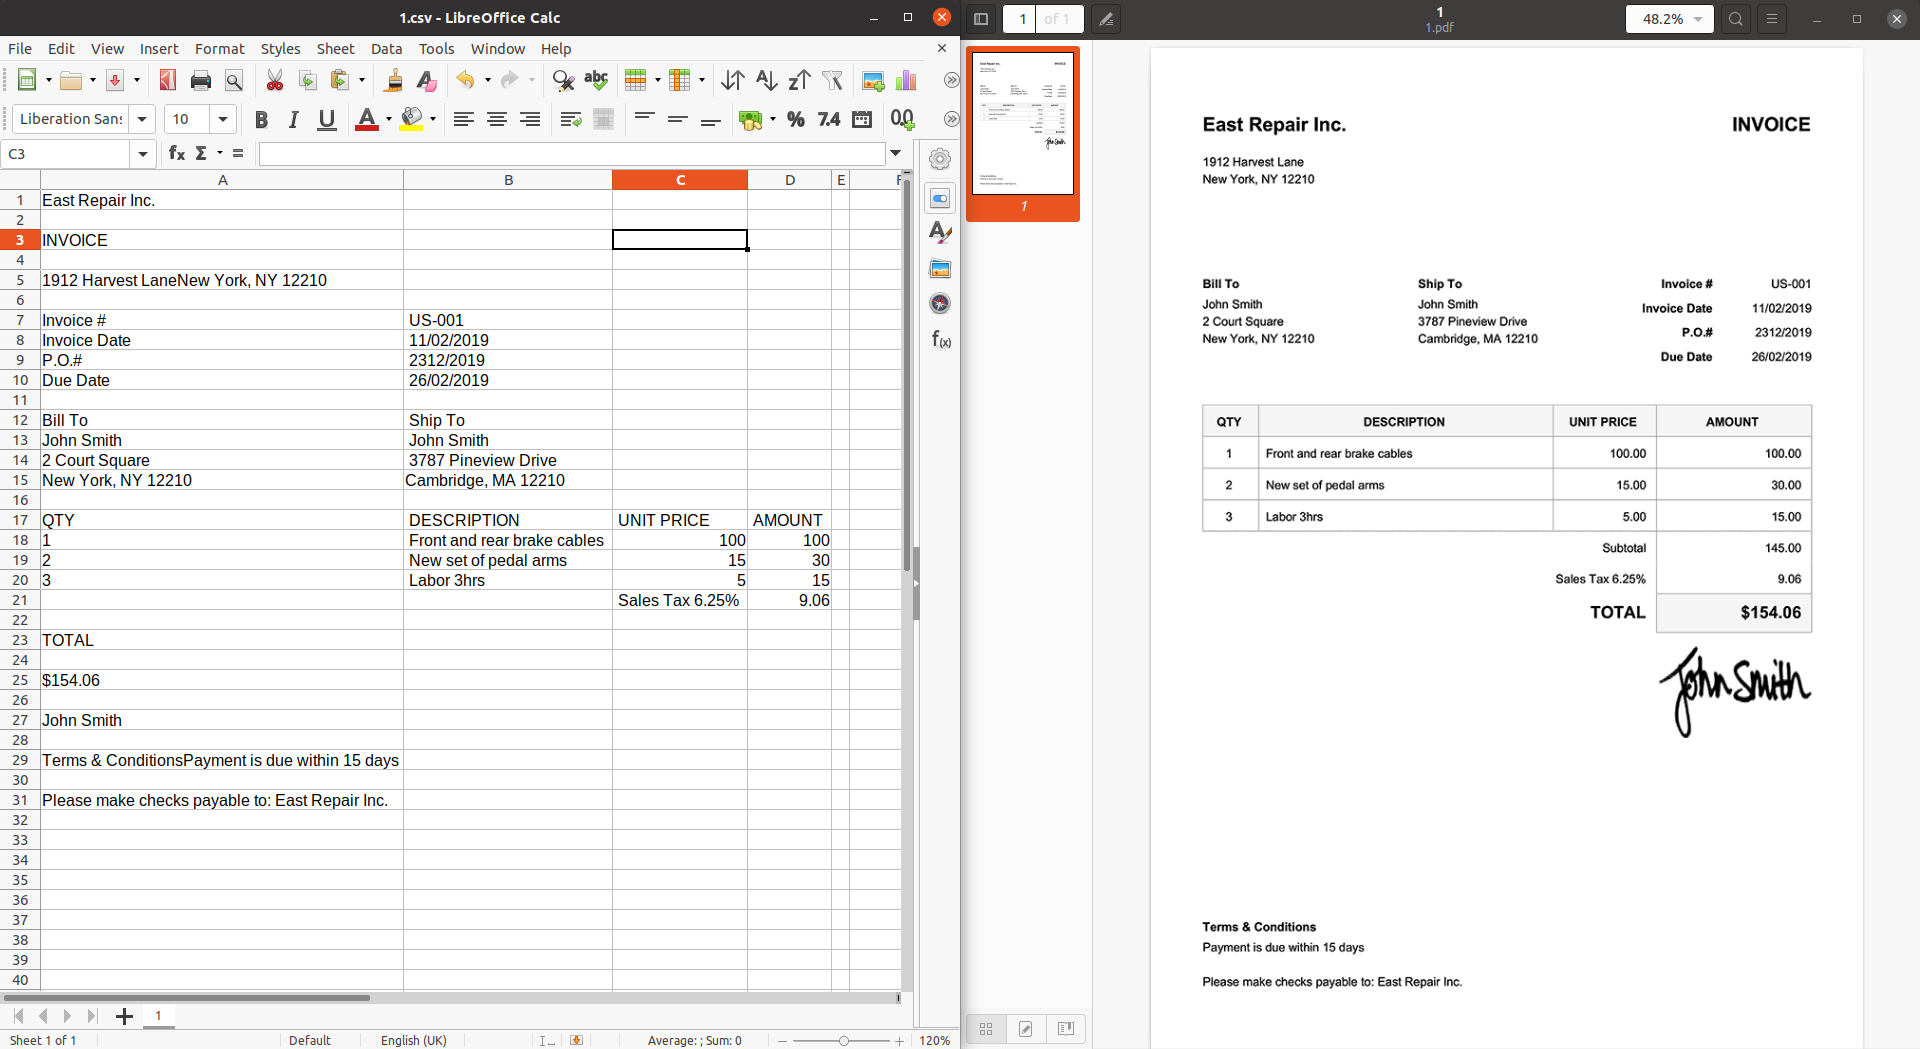 1.csv - LibreOffice Calc
File Edit View Insert Format Styles Sheet Data Tools Window Help
Liberation Sans 10
C3
A B C D E F
1 East Repair Inc.
2
3 INVOICE
4
5 1912 Harvest LaneNew York, NY 12210
6
7 Invoice # US-001
8 Invoice Date 11/02/2019
9 P.O.# 2312/2019
10 Due Date 26/02/2019
11
12 Bill To Ship To
13 John Smith John Smith
14 2 Court Square 3787 Pineview Drive
15 New York, NY 12210 Cambridge, MA 12210
16
17 QTY DESCRIPTION UNIT PRICE AMOUNT
18 1 Front and rear brake cables 100 100
19 2 New set of pedal arms 15 30
20 3 Labor 3hrs 5 15
21 Sales Tax 6.25% 9.06
22
23 TOTAL
24
25 $154.06
26
27 John Smith
28
29 Terms & ConditionsPayment is due within 15 days
30
31 Please make checks payable to: East Repair Inc.
32
33
34
35
36
37
38
39
40
1
Sheet 1 of 1 Default English (UK) Average: ; Sum: 0 120%
1 of 1
1
1.pdf
48.2%
1
East Repair Inc. INVOICE
1912 Harvest Lane
New York, NY 12210
Bill To Ship To Invoice # US-001
John Smith John Smith Invoice Date 11/02/2019
2 Court Square 3787 Pineview Drive P.O.# 2312/2019
New York, NY 12210 Cambridge, MA 12210 Due Date 26/02/2019
QTY DESCRIPTION UNIT PRICE AMOUNT
1 Front and rear brake cables 100.00 100.00
2 New set of pedal arms 15.00 30.00
3 Labor 3hrs 5.00 15.00
Subtotal 145.00
Sales Tax 6.25% 9.06
TOTAL $154.06
John Smith
Terms & Conditions
Payment is due within 15 days
Please make checks payable to: East Repair Inc.